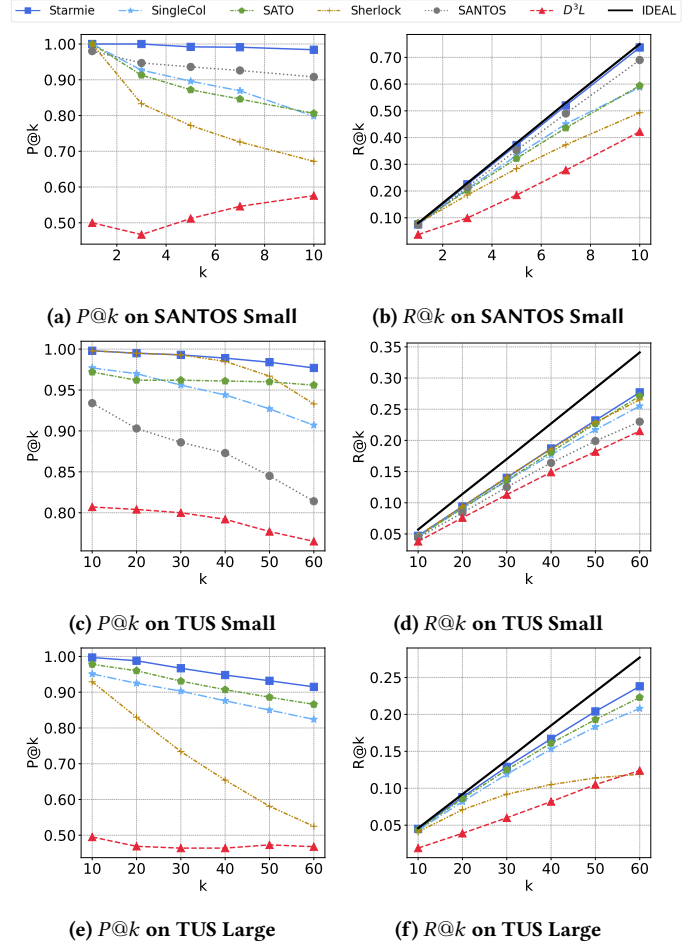 Starmie SingleCol SATO Sherlock SANTOS D³L IDEAL
1.00
0.90
0.80
0.70
0.60
0.50
P@k
2 4 6 8 10
k
0.70
0.60
0.50
0.40
0.30
0.20
0.10
R@k
2 4 6 8 10
k
(a) P@k on SANTOS Small
(b) R@k on SANTOS Small
1.00
0.95
0.90
0.85
0.80
P@k
10 20 30 40 50 60
k
0.35
0.30
0.25
0.20
0.15
0.10
0.05
R@k
10 20 30 40 50 60
k
(c) P@k on TUS Small
(d) R@k on TUS Small
1.00
0.90
0.80
0.70
0.60
0.50
P@k
10 20 30 40 50 60
k
0.25
0.20
0.15
0.10
0.05
R@k
10 20 30 40 50 60
k
(e) P@k on TUS Large
(f) R@k on TUS Large